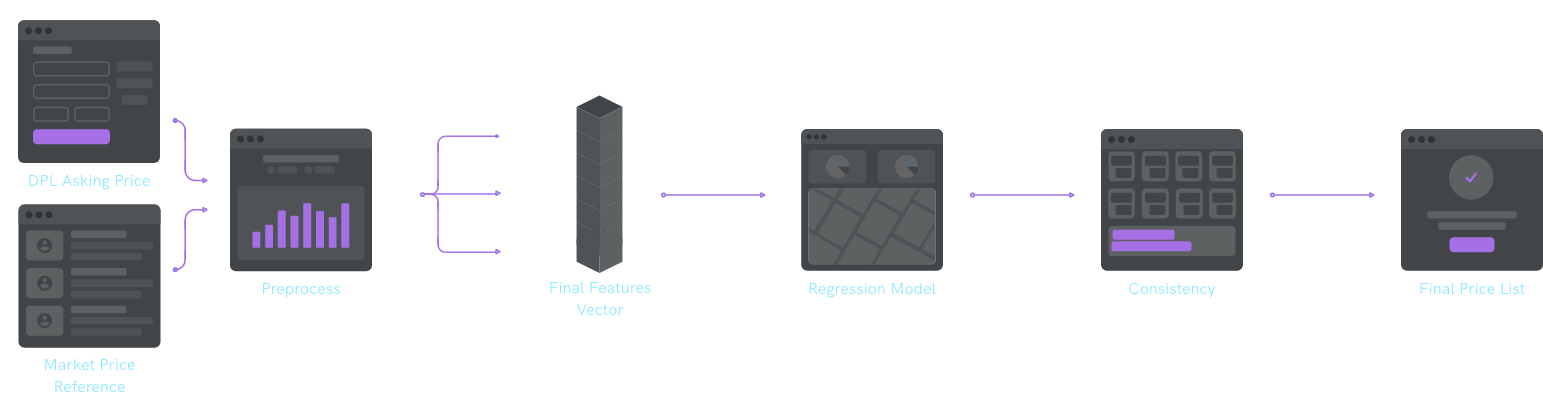 DPL Asking Price
Market Price
Reference
Preprocess
Final Features
Vector
Regression Model
Consistency
Final Price List